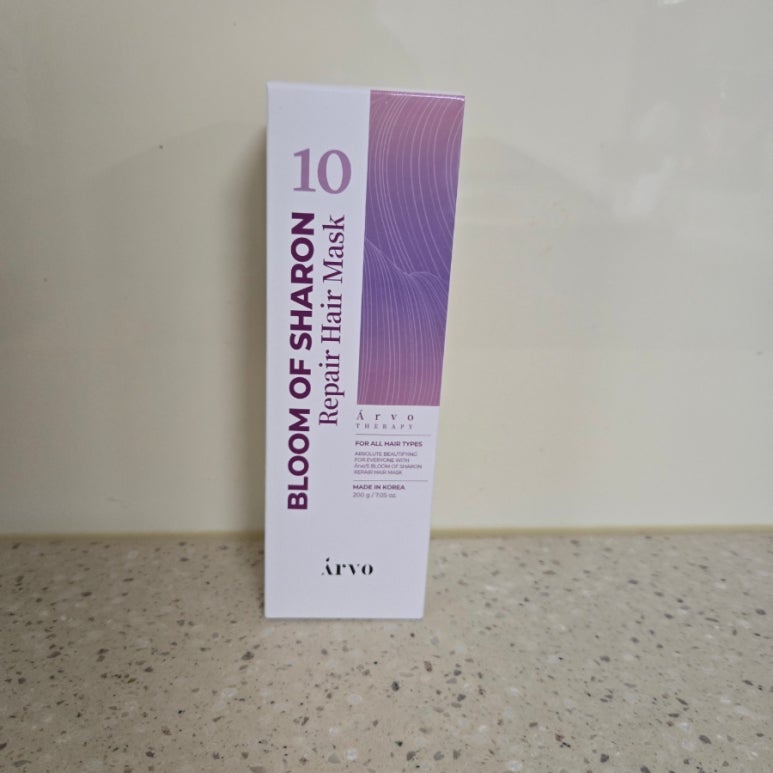 10
BLOOM OF SHARON
Repair Hair Mask
Árvo
THERAPY
FOR ALL HAIR TYPES
ABSOLUTE BEAUTIFYING
FOR EVERYONE WITH
Árvo'S BLOOM OF SHARON
REPAIR HAIR MASK
MADE IN KOREA
200 g / 7.05 oz.
árvo